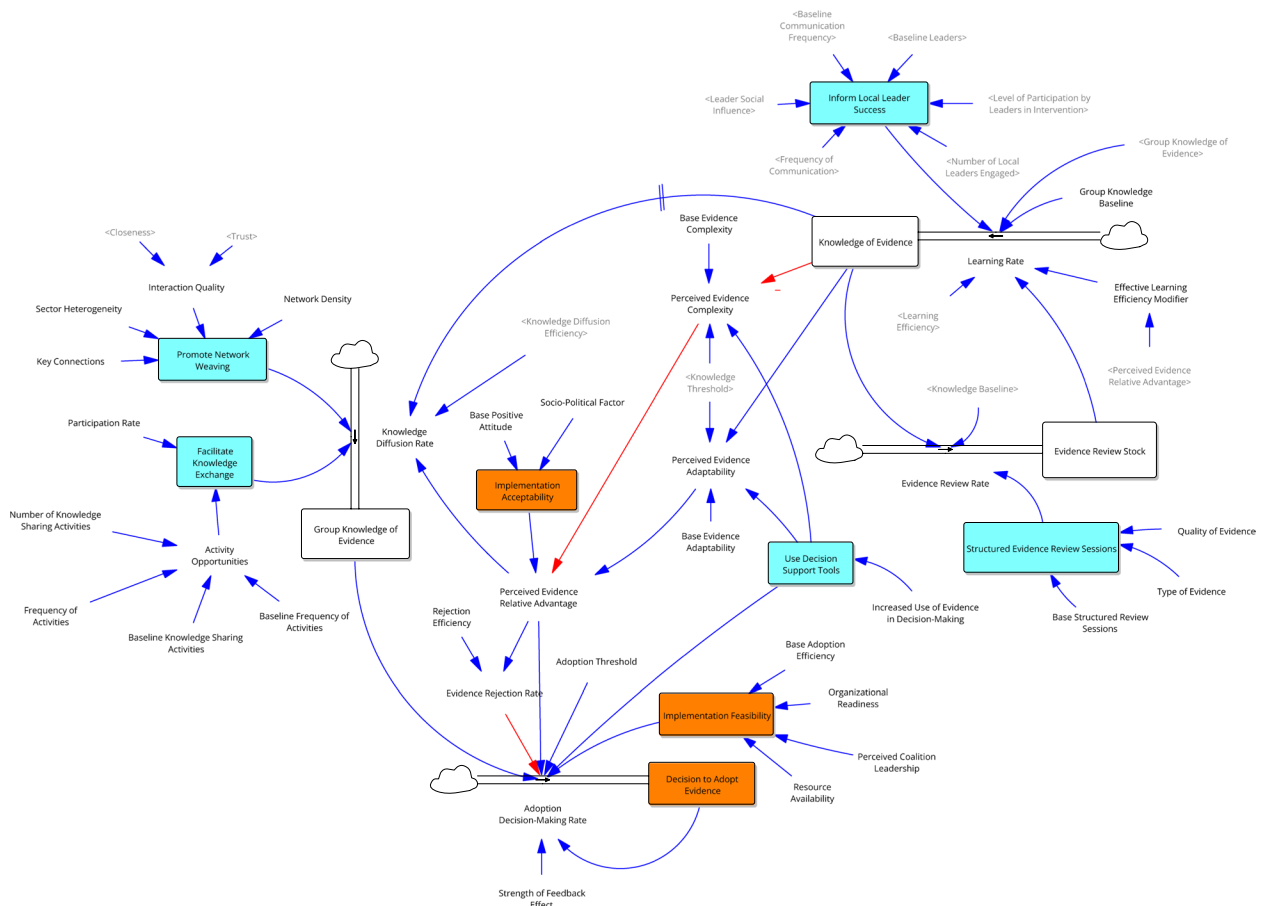 <Baseline
Communication
Frequency>
<Baseline Leaders>
<Leader Social
Influence>
Inform Local Leader
Success
<Level of Participation by
Leaders in Intervention>
<Frequency of
Communication>
<Number of Local
Leaders Engaged>
<Group Knowledge of
Evidence>
Group Knowledge
Baseline
Base Evidence
Complexity
Knowledge of Evidence
Learning Rate
<Closeness>
<Trust>
Interaction Quality
Sector Heterogeneity
Network Density
Key Connections
Promote Network
Weaving
<Knowledge Diffusion
Efficiency>
Perceived Evidence
Complexity
–
<Learning
Efficiency>
Effective Learning
Efficiency Modifier
<Perceived Evidence
Relative Advantage>
<Knowledge
Threshold>
<Knowledge Baseline>
Participation Rate
Facilitate
Knowledge
Exchange
Knowledge
Diffusion Rate
Base Positive
Attitude
Socio-Political Factor
Implementation
Acceptability
Perceived Evidence
Adaptability
Evidence Review Stock
Evidence Review Rate
Number of Knowledge
Sharing Activities
Activity
Opportunities
Group Knowledge of
Evidence
Base Evidence
Adaptability
Use Decision
Support Tools
Structured Evidence Review Sessions
Quality of Evidence
Type of Evidence
Base Structured Review
Sessions
Frequency of
Activities
Baseline Knowledge Sharing
Activities
Baseline Frequency of
Activities
Perceived Evidence
Relative Advantage
Rejection
Efficiency
Increased Use of Evidence
in Decision-Making
Adoption Threshold
Evidence Rejection Rate
Base Adoption
Efficiency
Implementation Feasibility
Organizational
Readiness
Perceived Coalition
Leadership
Resource
Availability
Decision to Adopt
Evidence
Adoption
Decision-Making Rate
Strength of Feedback
Effect